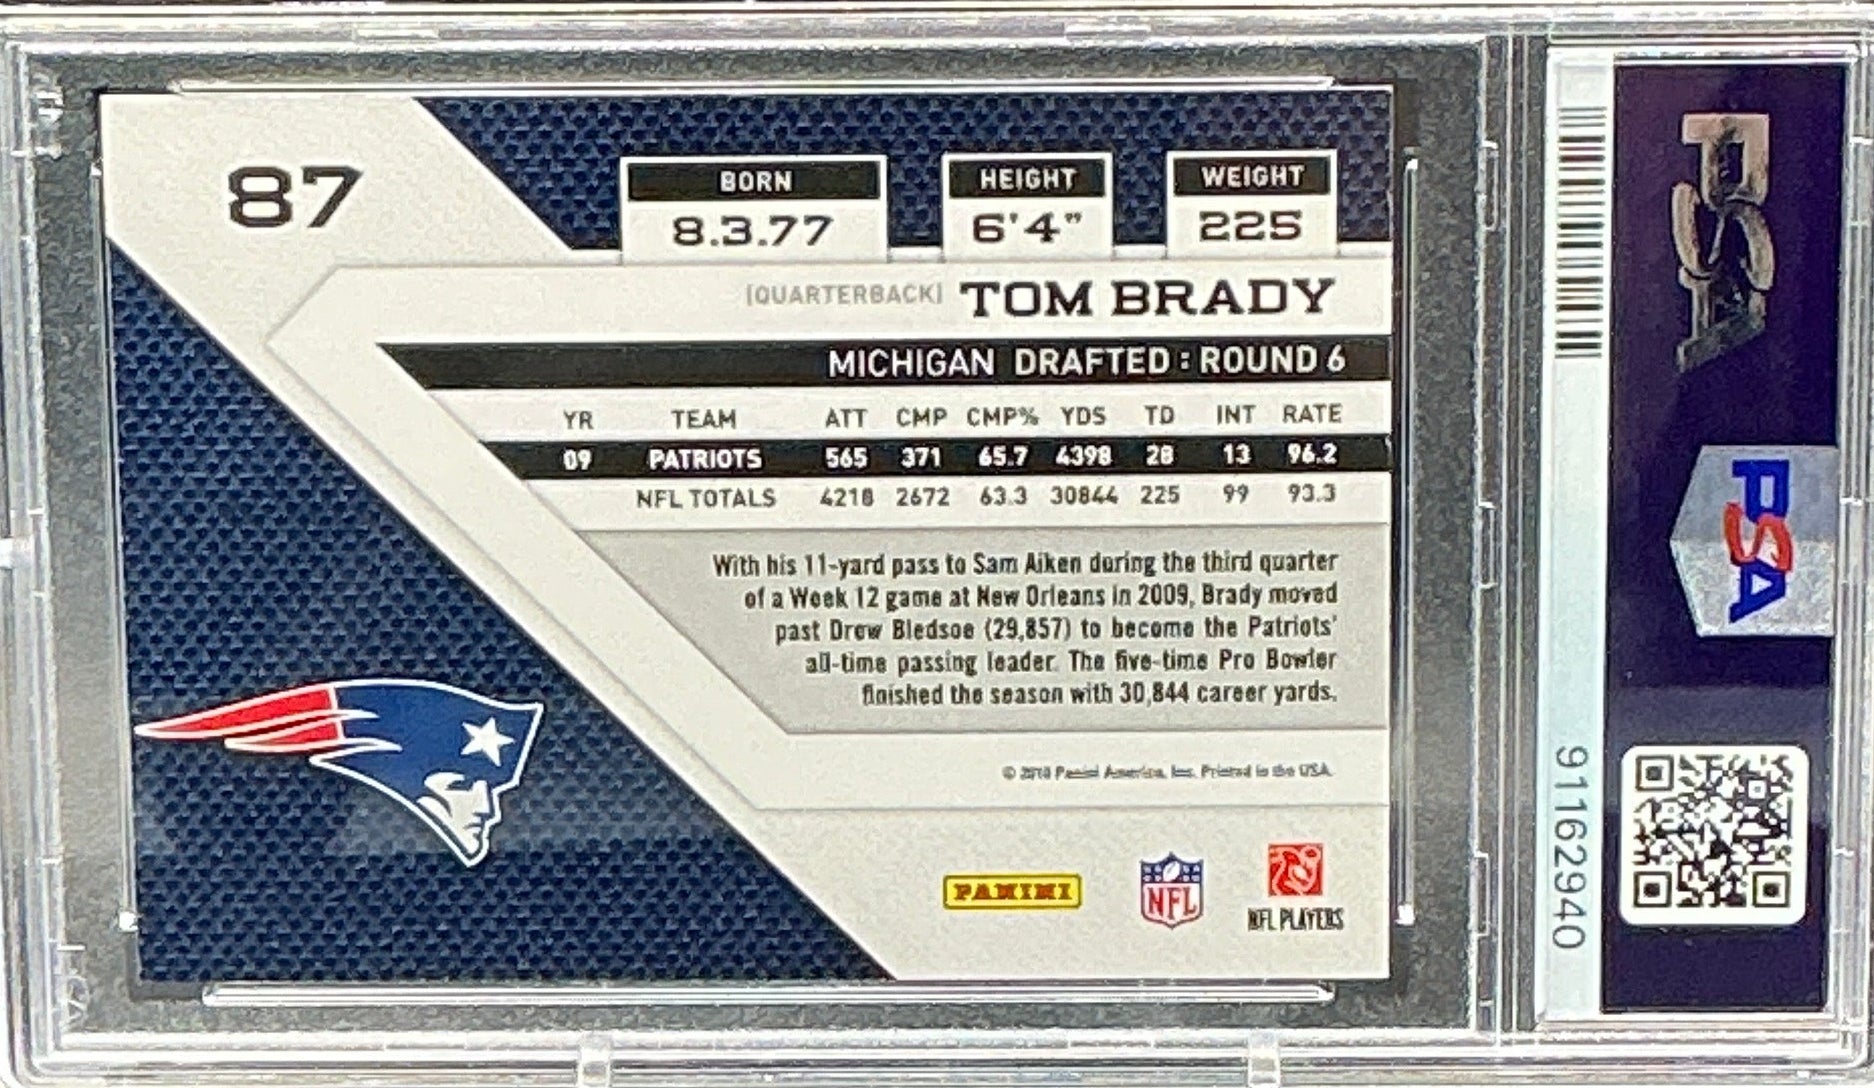 87
BORN
8.3.77
HEIGHT
6'4"
WEIGHT
225
[QUARTERBACK] TOM BRADY
MICHIGAN DRAFTED : ROUND 6
YR TEAM ATT CMP CMP% YDS TD INT RATE
09 PATRIOTS 565 371 65.7 4398 28 13 96.2
NFL TOTALS 4218 2672 63.3 30844 225 99 93.3
With his 11-yard pass to Sam Aiken during the third quarter
of a Week 12 game at New Orleans in 2009, Brady moved
past Drew Bledsoe (29,857) to become the Patriots'
all-time passing leader. The five-time Pro Bowler
finished the season with 30,844 career yards.
© 2010 Panini America, Inc. Printed in the USA.
PANINI
NFL
NFL PLAYERS
PSA
PSA
91162940